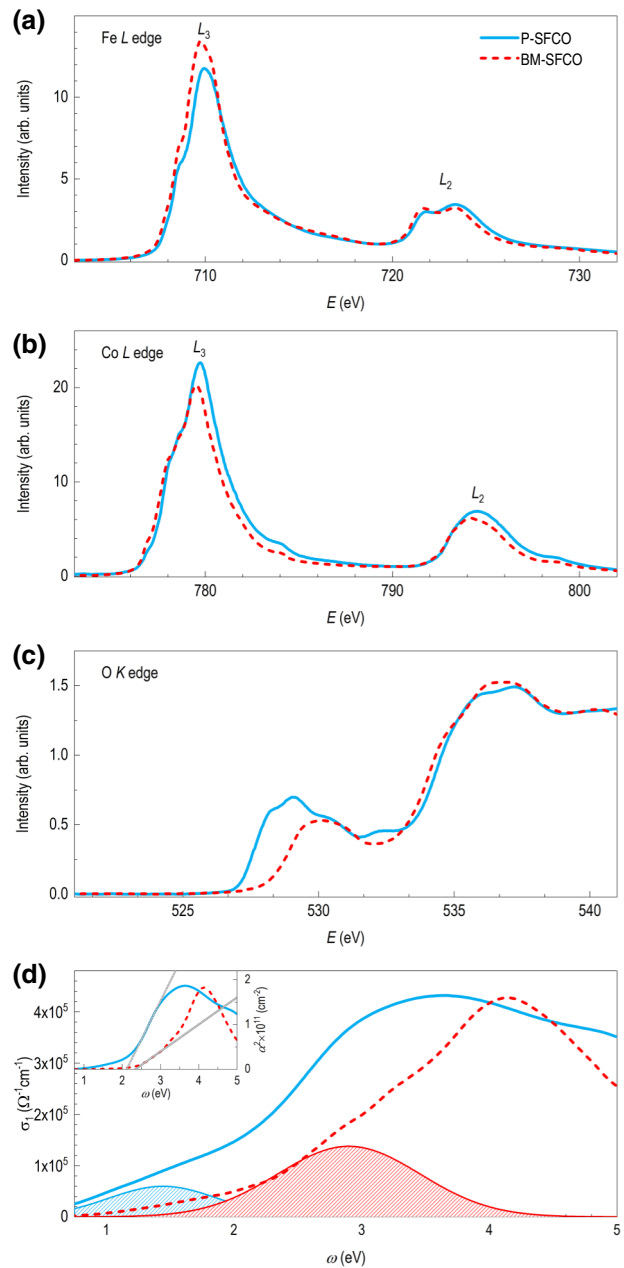 (a)
Fe L edge
L₃
P-SFCO
BM-SFCO
L₂
Intensity (arb. units)
10
5
0
710
720
730
E (eV)
(b)
Co L edge
L₃
L₂
Intensity (arb. units)
20
10
0
780
790
800
E (eV)
(c)
O K edge
Intensity (arb. units)
1.5
1.0
0.5
0.0
525
530
535
540
E (eV)
(d)
2
1
0
α²×10¹¹ (cm⁻²)
1
2
3
4
5
ω (eV)
σ₁ (Ω⁻¹cm⁻¹)
4x10⁵
3x10⁵
2x10⁵
1x10⁵
0
1
2
3
4
5
ω (eV)